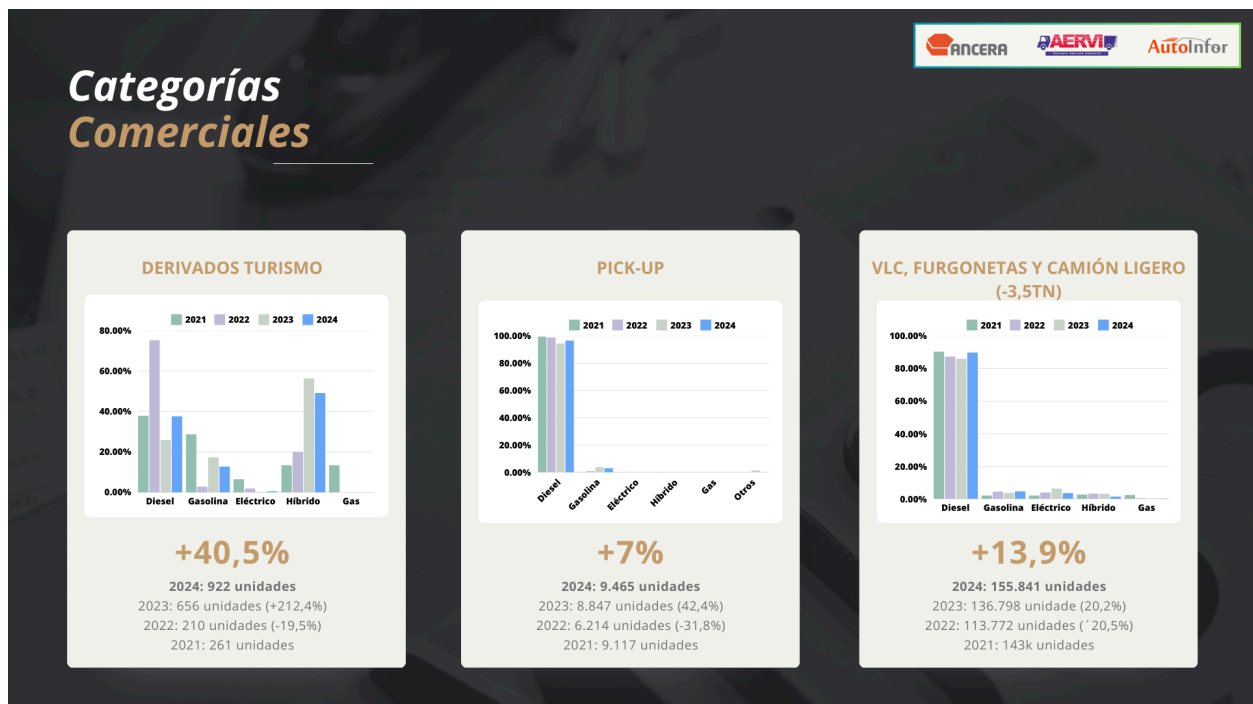 ANCERA
AERVI
AutoInfor
Categorías
Comerciales
DERIVADOS TURISMO
2021 2022 2023 2024
80.00%
60.00%
40.00%
20.00%
0.00%
Diesel Gasolina Eléctrico Híbrido Gas
+40,5%
2024: 922 unidades
2023: 656 unidades (+212,4%)
2022: 210 unidades (-19,5%)
2021: 261 unidades
PICK-UP
2021 2022 2023 2024
100.00%
80.00%
60.00%
40.00%
20.00%
0.00%
Diesel Gasolina Eléctrico Híbrido Gas Otros
+7%
2024: 9.465 unidades
2023: 8.847 unidades (42,4%)
2022: 6.214 unidades (-31,8%)
2021: 9.117 unidades
VLC, FURGONETAS Y CAMIÓN LIGERO
(-3,5TN)
2021 2022 2023 2024
100.00%
80.00%
60.00%
40.00%
20.00%
0.00%
Diesel Gasolina Eléctrico Híbrido Gas
+13,9%
2024: 155.841 unidades
2023: 136.798 unidade (20,2%)
2022: 113.772 unidades (´20,5%)
2021: 143k unidades